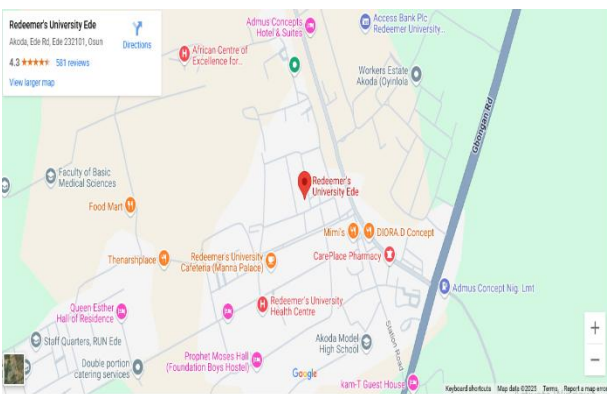 Redeemer's University Ede
Akoda, Ede Rd, Ede 232101, Osun
4.3
581 reviews
View larger map
Directions
Admus Concepts
Hotel & Suites
Access Bank Plc
Redeemer University...
African Centre of
Excellence for...
Workers Estate
Akoda (Oyinlola
Gbongan Rd
Faculty of Basic
Medical Sciences
Redeemer's
University Ede
Food Mart
Mimi's
DIORA D Concept
Thenarshplace
Redeemer's University
Cafeteria (Manna Palace)
CarePlace Pharmacy
Admus Concept Nig. Lmt
Queen Esther
Hall of Residence
Redeemer's University
Health Centre
Station Road
Staff Quarters, RUN Ede
Akoda Model
High School
Prophet Moses Hall
(Foundation Boys Hostel)
Double portion
catering services
Google
kam-T Guest House
+
−
Keyboard shortcuts
Map data ©2023
Terms
Report a map error